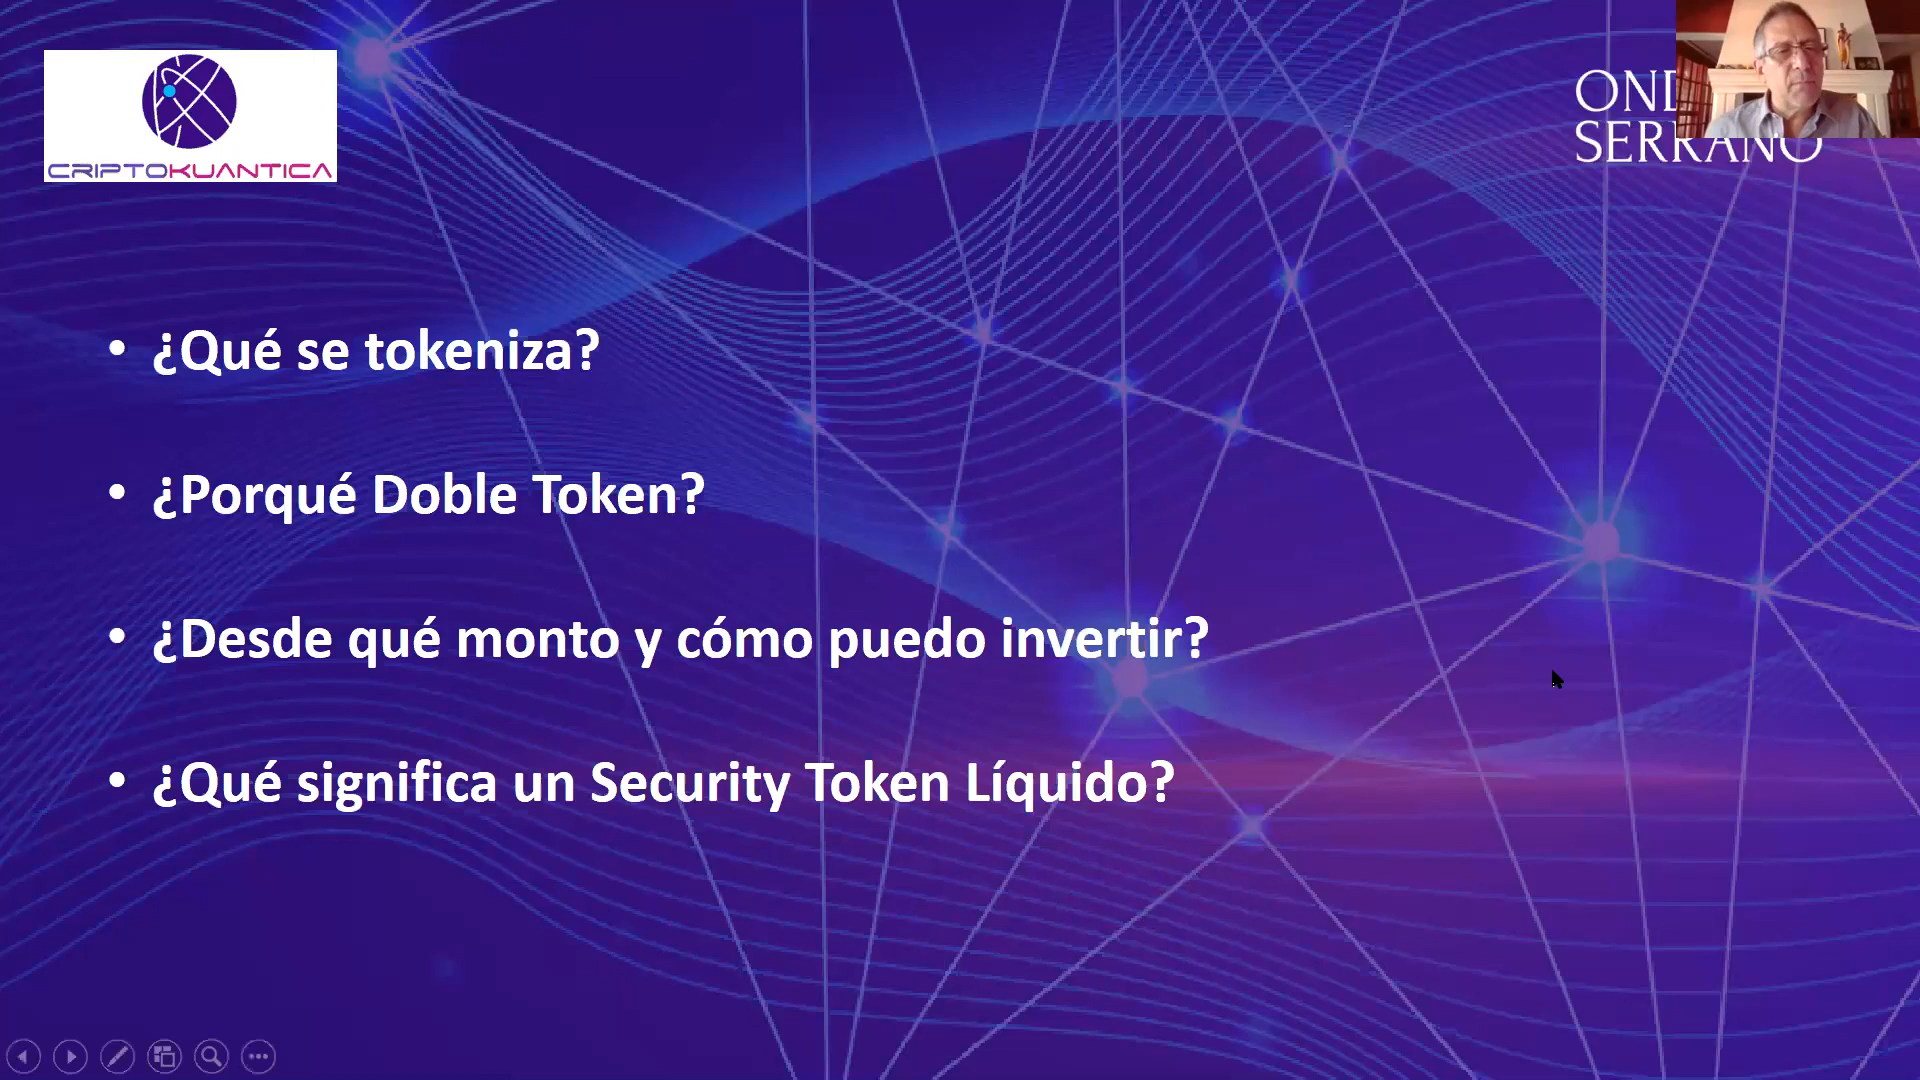 CRIPTOKUANTICA
SERRANO
• ¿Qué se tokeniza?
• ¿Porqué Doble Token?
• ¿Desde qué monto y cómo puedo invertir?
• ¿Qué significa un Security Token Líquido?